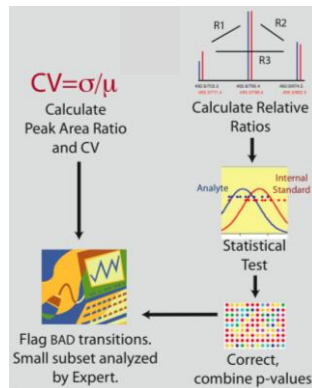 R1
R2
R3
CV=σ/μ
Calculate
Peak Area Ratio
and CV
Calculate Relative
Ratios
Analyte
Internal
Standard
Statistical
Test
Flag BAD transitions.
Small subset analyzed
by Expert.
Correct,
combine p-values